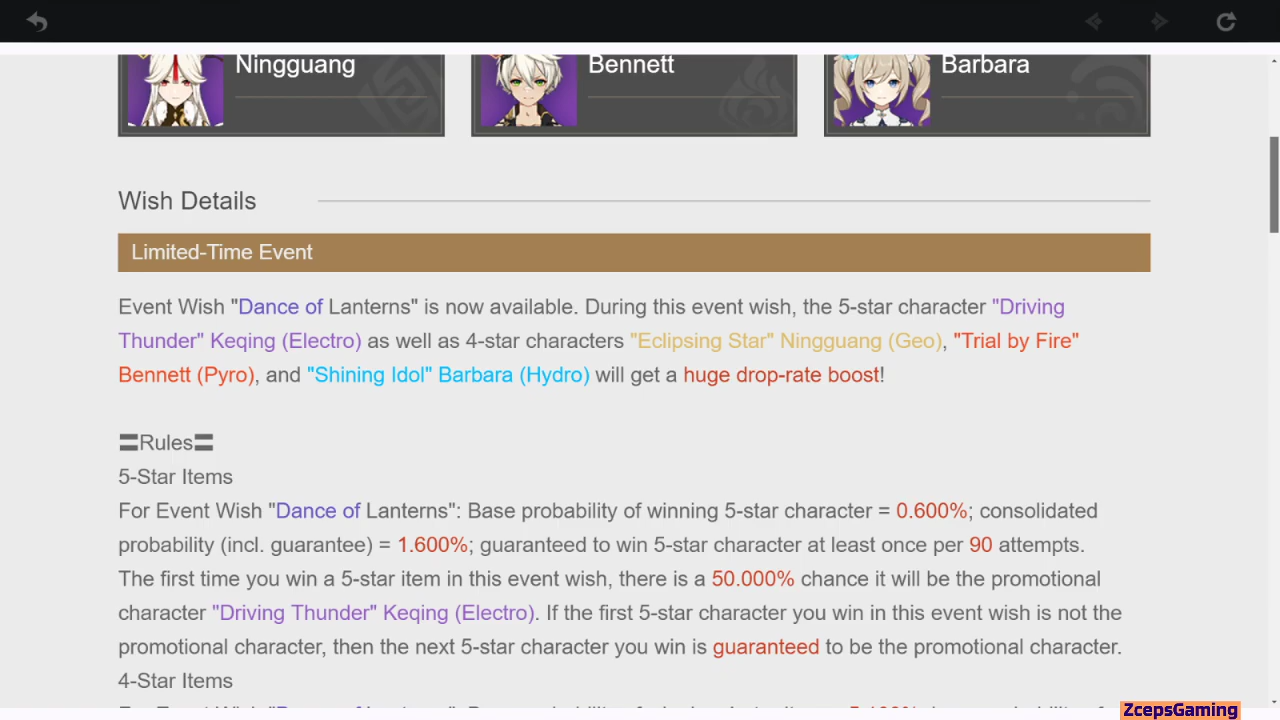 Ningguang
Bennett
Barbara
Wish Details
Limited-Time Event
Event Wish "Dance of Lanterns" is now available. During this event wish, the 5-star character "Driving
Thunder" Keqing (Electro) as well as 4-star characters "Eclipsing Star" Ningguang (Geo), "Trial by Fire"
Bennett (Pyro), and "Shining Idol" Barbara (Hydro) will get a huge drop-rate boost!
〓Rules〓
5-Star Items
For Event Wish "Dance of Lanterns": Base probability of winning 5-star character = 0.600%; consolidated
probability (incl. guarantee) = 1.600%; guaranteed to win 5-star character at least once per 90 attempts.
The first time you win a 5-star item in this event wish, there is a 50.000% chance it will be the promotional
character "Driving Thunder" Keqing (Electro). If the first 5-star character you win in this event wish is not the
promotional character, then the next 5-star character you win is guaranteed to be the promotional character.
4-Star Items
ZcepsGaming